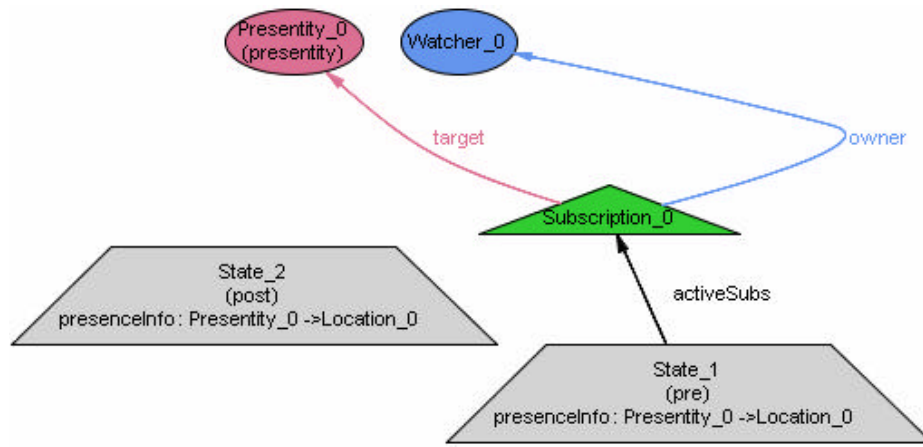 Presentity_0
(presentity)
Watcher_0
target
owner
Subscription_0
State_2
(post)
presenceInfo: Presentity_0 ->Location_0
activeSubs
State_1
(pre)
presenceInfo: Presentity_0 ->Location_0